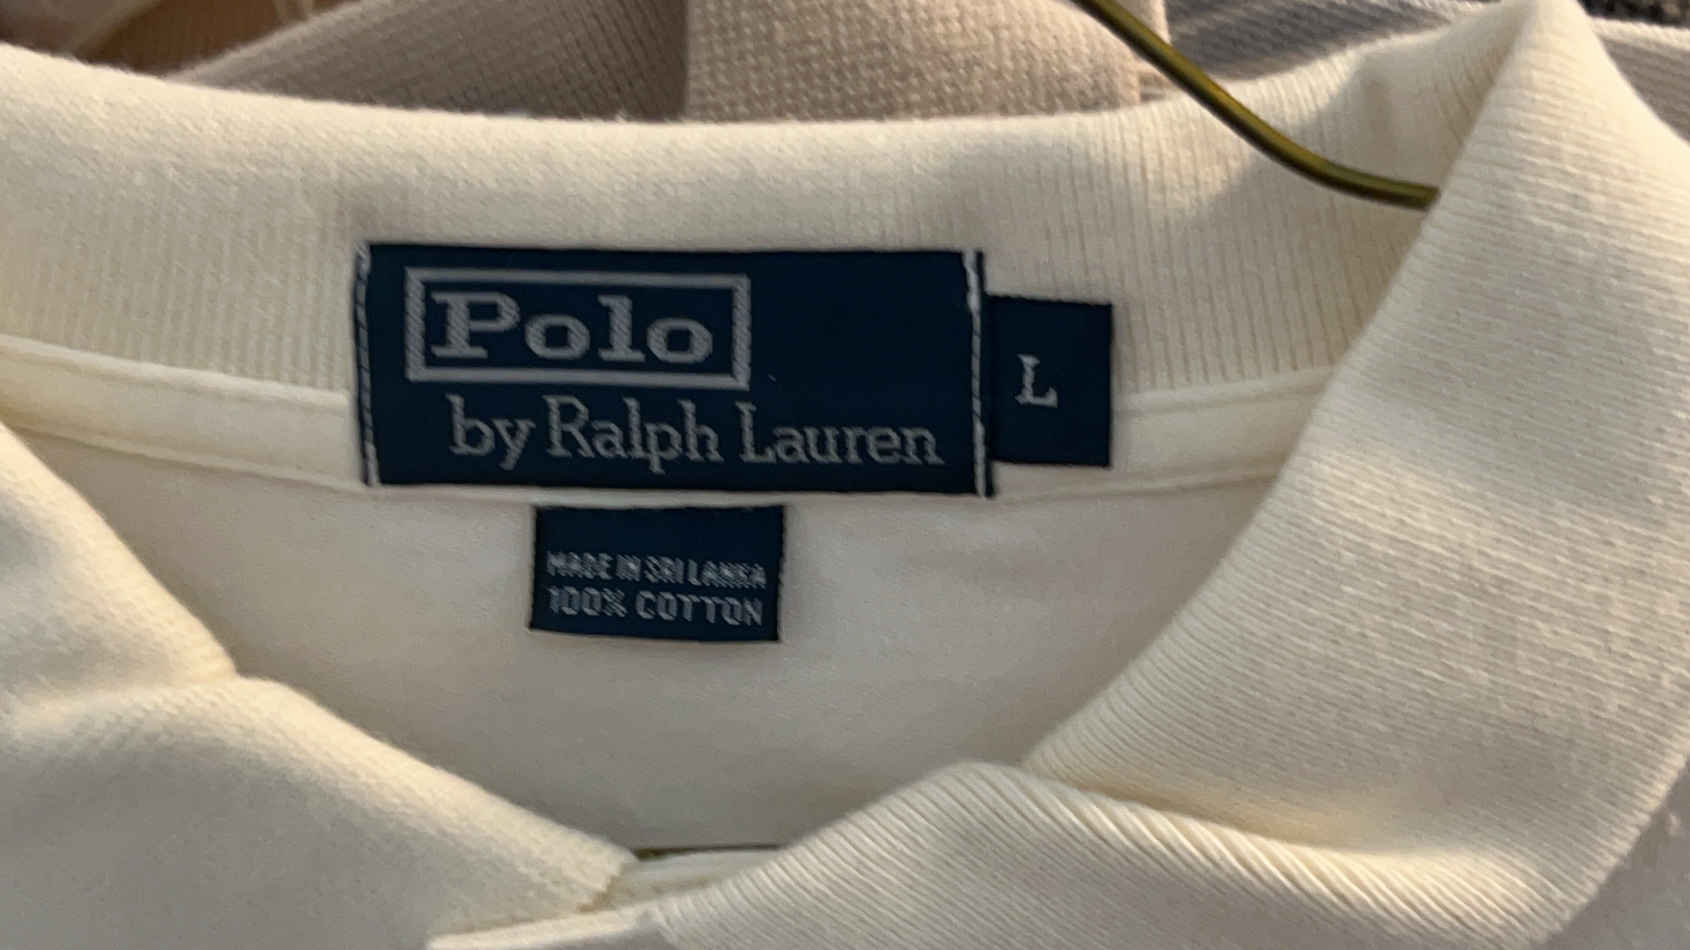 Polo
by Ralph Lauren
L
MADE IN SRI LANKA
100% COTTON